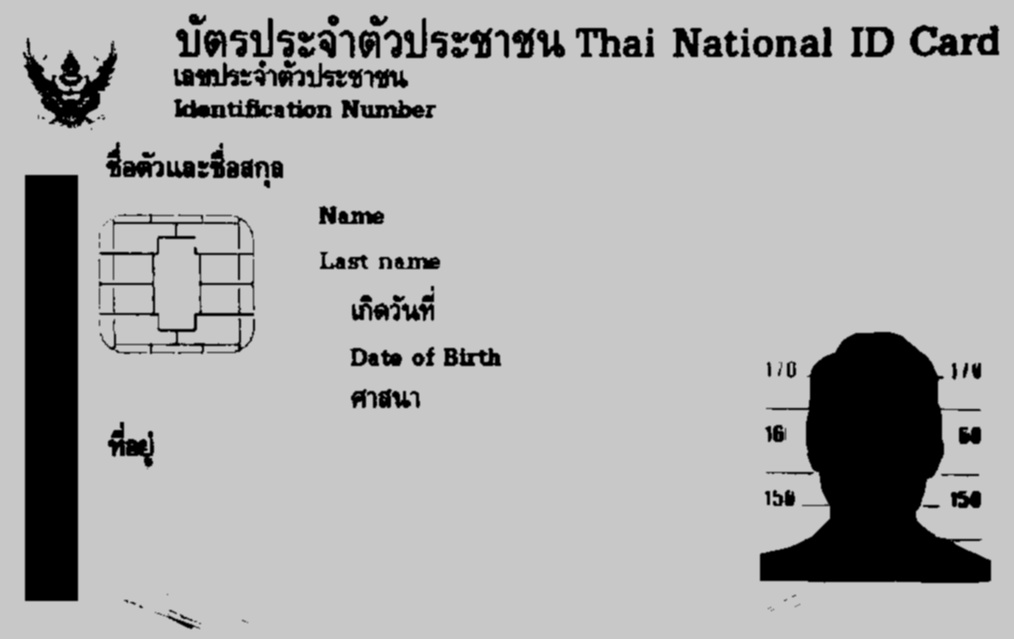 บัตรประจำตัวประชาชน Thai National ID Card
เลขประจำตัวประชาชน
Identification Number
ชื่อตัวและชื่อสกุล
Name
Last name
เกิดวันที่
Date of Birth
ศาสนา
ที่อยู่
170 170
16 60
150 150